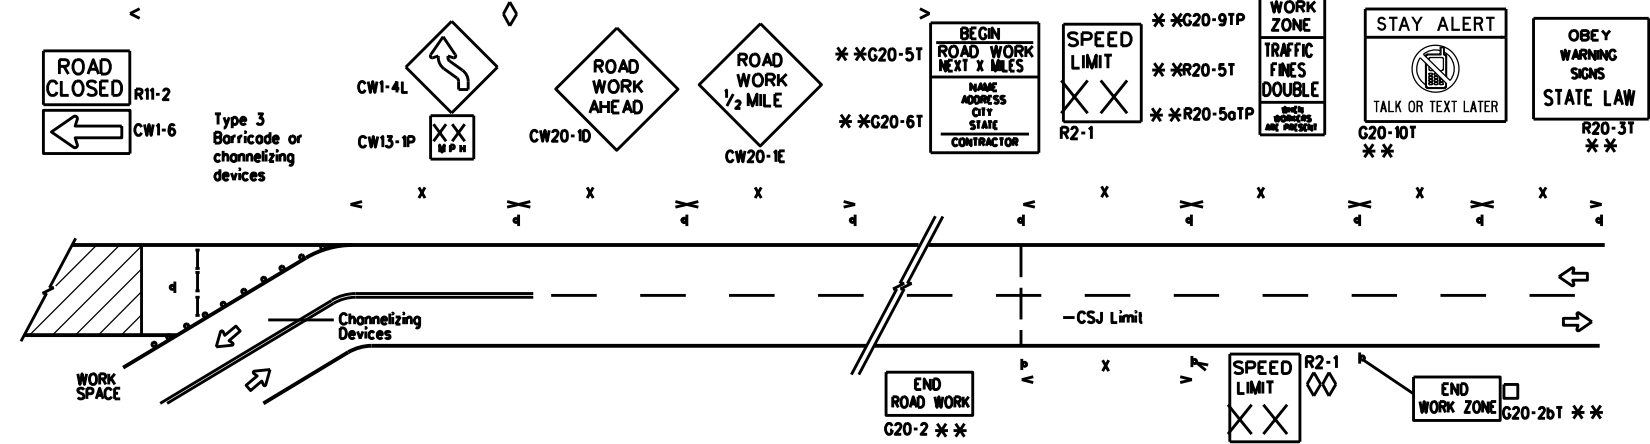 ROAD
CLOSED
R11-2
CW1-6
Type 3
Barricade or
channelizing
devices
CW1-4L
XX
MPH
CW13-1P
ROAD
WORK
AHEAD
CW20-1D
ROAD
WORK
1/2 MILE
CW20-1E
* *G20-5T
* *G20-6T
BEGIN
ROAD WORK
NEXT X MILES
NAME
ADDRESS
CITY
STATE
CONTRACTOR
SPEED
LIMIT
XX
R2-1
* *G20-9TP
* *R20-5T
* *R20-5aTP
WORK
ZONE
TRAFFIC
FINES
DOUBLE
WHEN
WORKERS
ARE PRESENT
STAY ALERT
TALK OR TEXT LATER
G20-10T
* *
OBEY
WARNING
SIGNS
STATE LAW
R20-3T
* *
X X X X X X X
Channelizing
Devices
CSJ Limit
WORK
SPACE
X
END
ROAD WORK
G20-2 * *
SPEED
LIMIT
XX
R2-1
END
WORK ZONE
G20-2bT * *